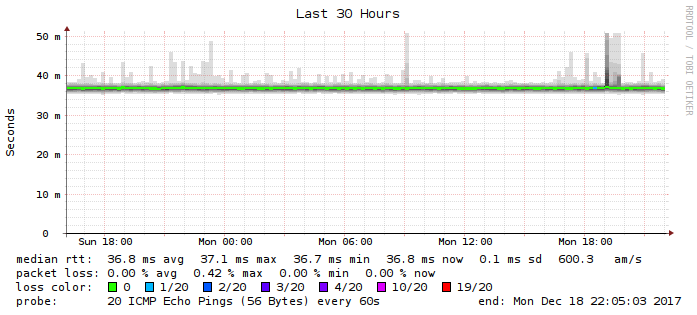 Last 30 Hours
RRDTOOL / TOBI OETIKER
Seconds
50 m
40 m
30 m
20 m
10 m
0
Sun 18:00 Mon 00:00 Mon 06:00 Mon 12:00 Mon 18:00
median rtt: 36.8 ms avg 37.1 ms max 36.7 ms min 36.8 ms now 0.1 ms sd 600.3 am/s
packet loss: 0.00 % avg 0.42 % max 0.00 % min 0.00 % now
loss color: 0 1/20 2/20 3/20 4/20 10/20 19/20
probe: 20 ICMP Echo Pings (56 Bytes) every 60s end: Mon Dec 18 22:05:03 2017